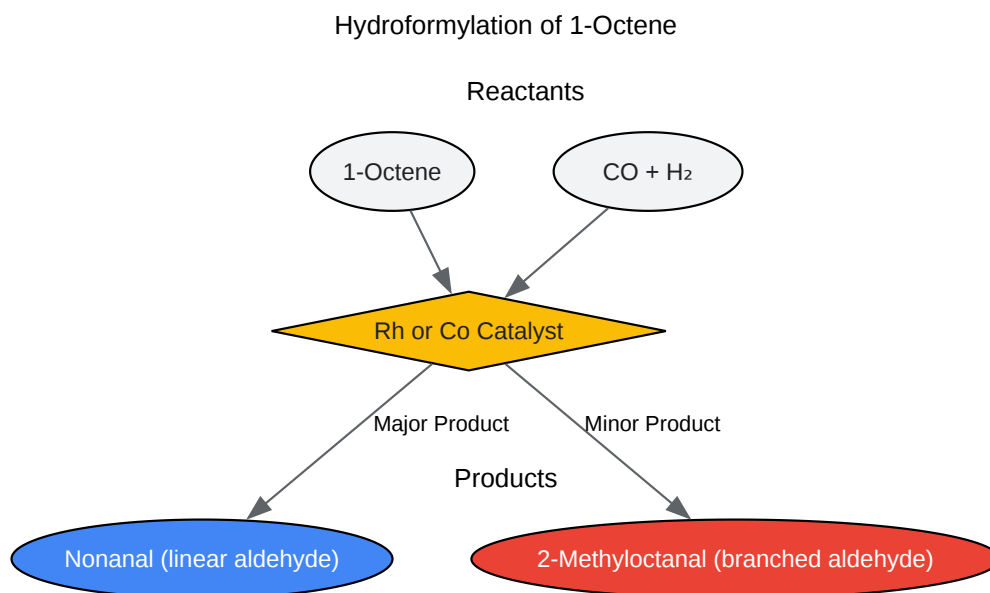 Hydroformylation of 1-Octene
Reactants
1-Octene
CO + H₂
Rh or Co Catalyst
Major Product
Minor Product
Products
Nonanal (linear aldehyde)
2-Methyloctanal (branched aldehyde)